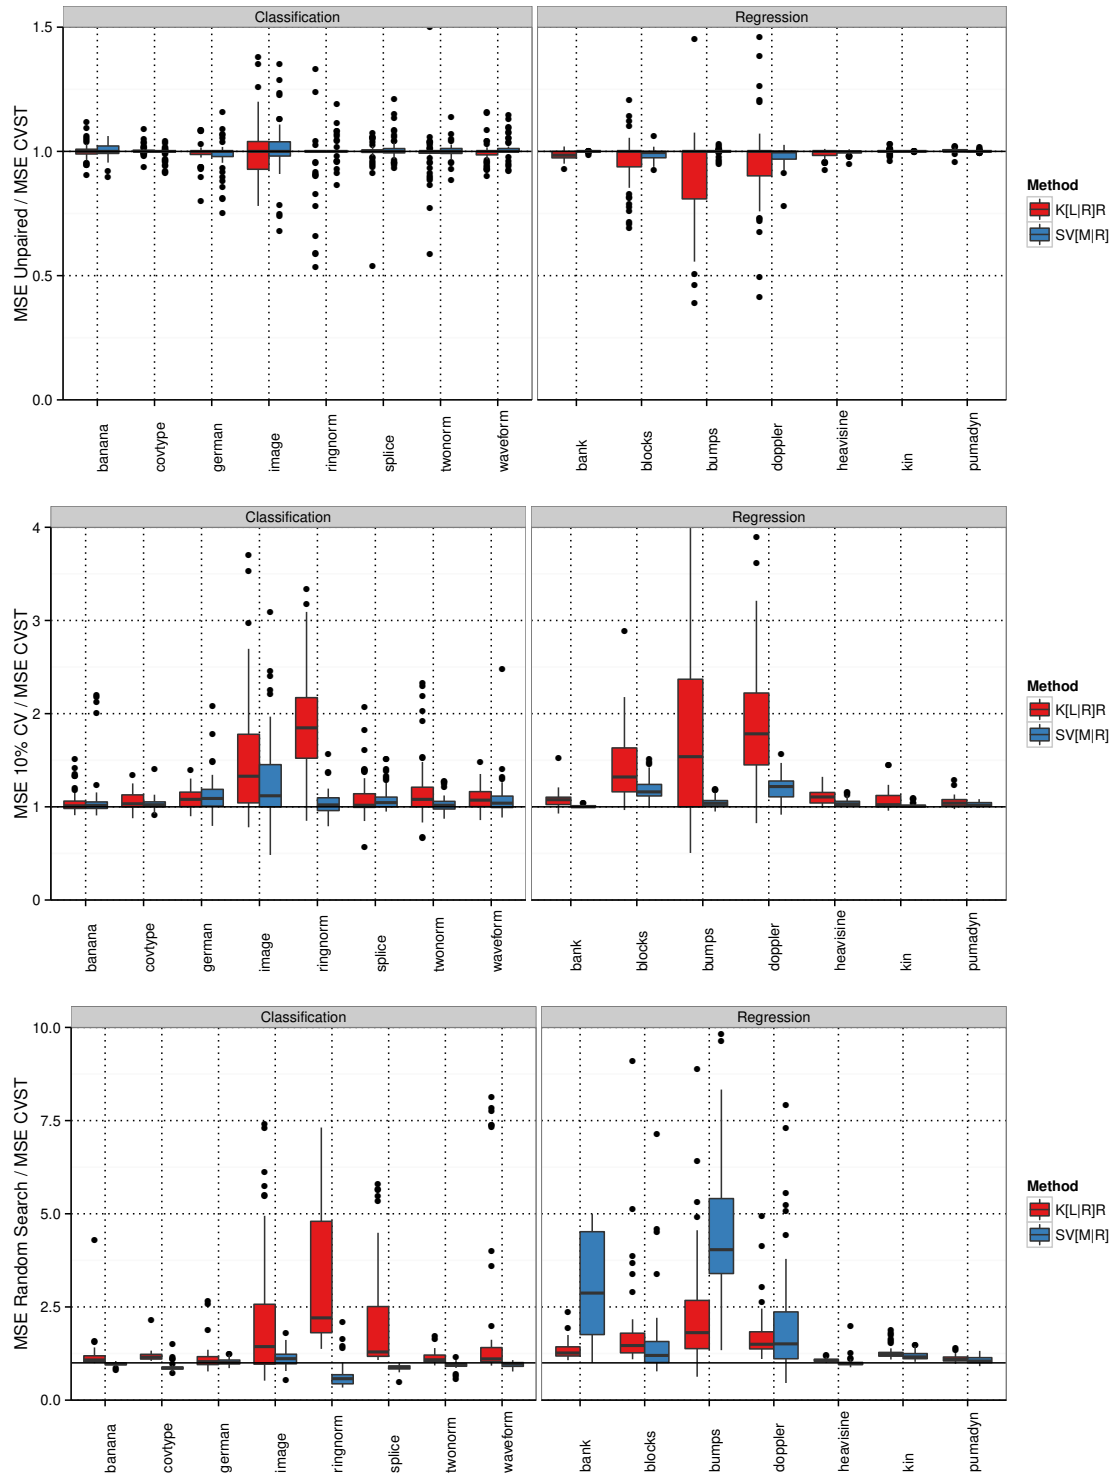 Classification Regression
MSE Unpaired / MSE CVST
1.5
1.0
0.5
0.0
banana covtype german image ringnorm splice twonorm waveform bank blocks bumps doppler heavisine kin pumadyn
Method
K[L|R]R
SV[M|R]
Classification Regression
MSE 10% CV / MSE CVST
4
3
2
1
0
banana covtype german image ringnorm splice twonorm waveform bank blocks bumps doppler heavisine kin pumadyn
Method
K[L|R]R
SV[M|R]
Classification Regression
MSE Random Search / MSE CVST
10.0
7.5
5.0
2.5
0.0
banana covtype german image ringnorm splice twonorm waveform bank blocks bumps doppler heavisine kin pumadyn
Method
K[L|R]R
SV[M|R]